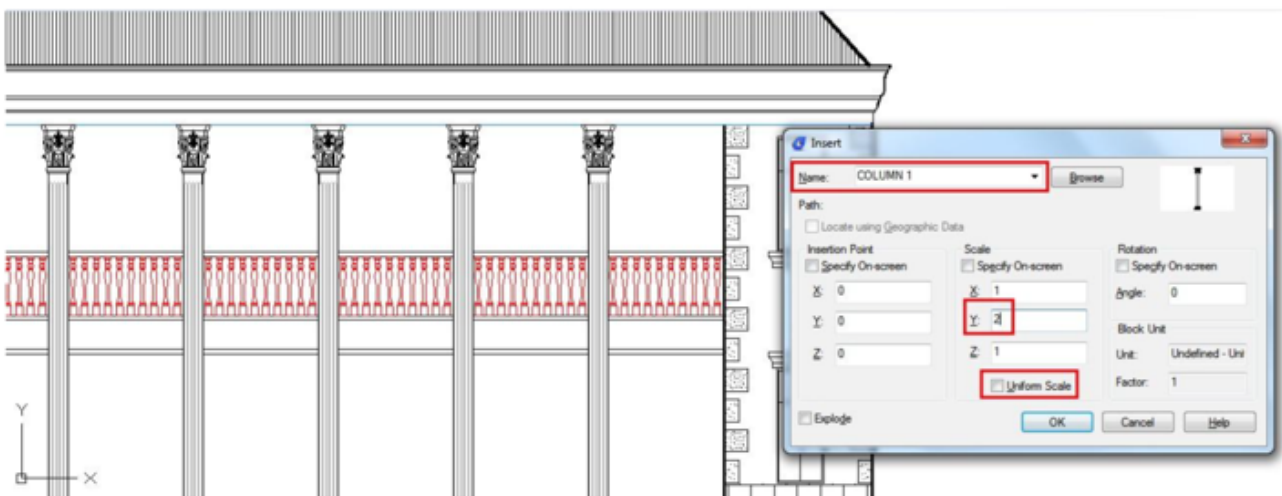 Insert
Name: COLUMN 1 Browse
Path:
Locate using Geographic Data
Insertion Point Scale Rotation
Specify On-screen Specify On-screen Specify On-screen
X: 0 X: 1 Angle: 0
Y: 0 Y: 2 Block Unit
Z: 0 Z: 1 Unit: Undefined - Uni
Uniform Scale Factor: 1
Explode OK Cancel Help
Y
X